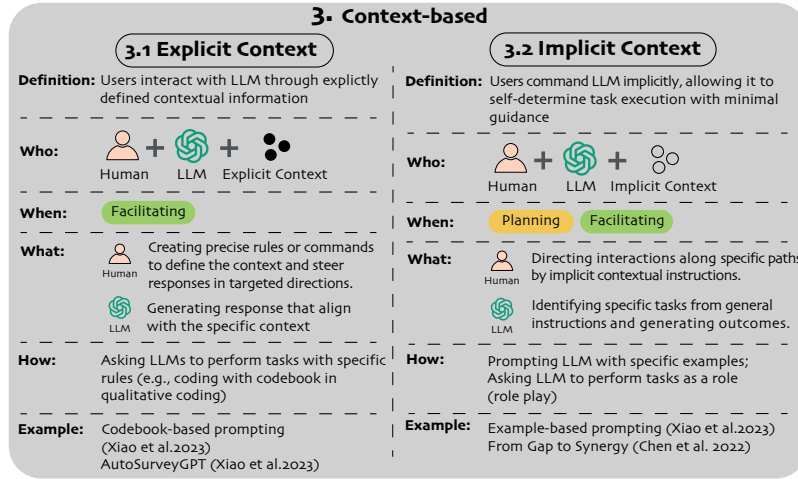 3. Context-based
3.1 Explicit Context
Definition: Users interact with LLM through explictly
defined contextual information
Who:
Human LLM Explicit Context
When: Facilitating
What:
Human
Creating precise rules or commands
to define the context and steer
responses in targeted directions.
LLM
Generating response that align
with the specific context
How: Asking LLMs to perform tasks with specific
rules (e.g., coding with codebook in
qualitative coding)
Example: Codebook-based prompting
(Xiao et al.2023)
AutoSurveyGPT (Xiao et al.2023)
3.2 Implicit Context
Definition: Users command LLM implicitly, allowing it to
self-determine task execution with minimal
guidance
Who:
Human LLM Implicit Context
When: Planning Facilitating
What:
Human
Directing interactions along specific paths
by implicit contextual instructions.
LLM
Identifying specific tasks from general
instructions and generating outcomes.
How: Prompting LLM with specific examples;
Asking LLM to perform tasks as a role
(role play)
Example: Example-based prompting (Xiao et al.2023)
From Gap to Synergy (Chen et al. 2022)